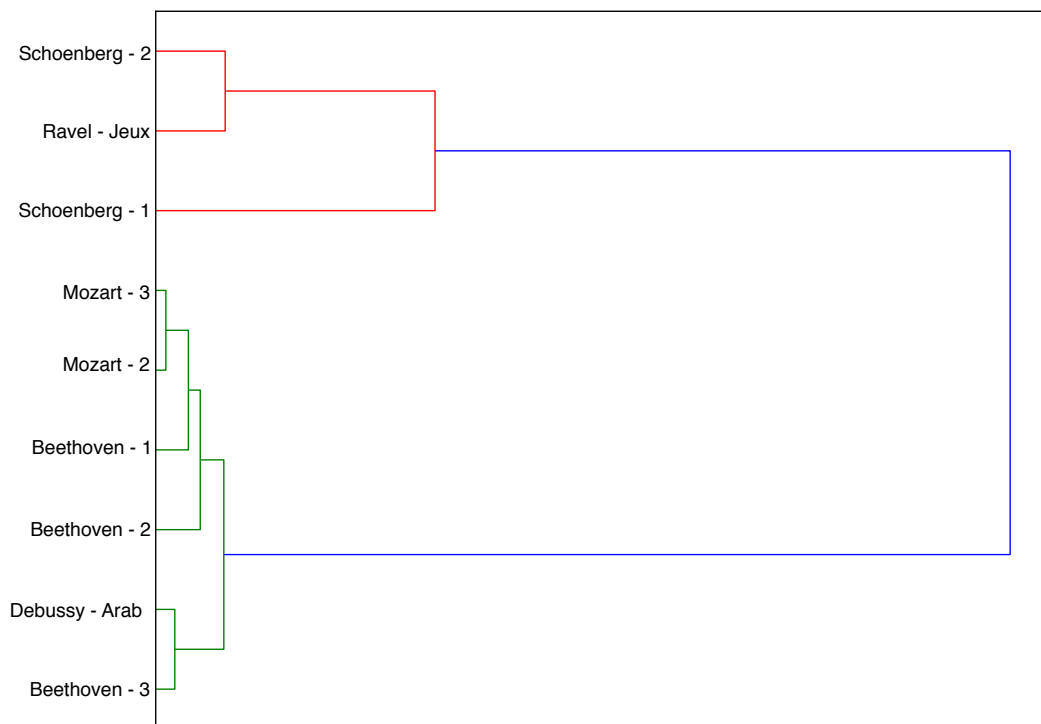 Schoenberg - 2
Ravel - Jeux
Schoenberg - 1
Mozart - 3
Mozart - 2
Beethoven - 1
Beethoven - 2
Debussy - Arab
Beethoven - 3